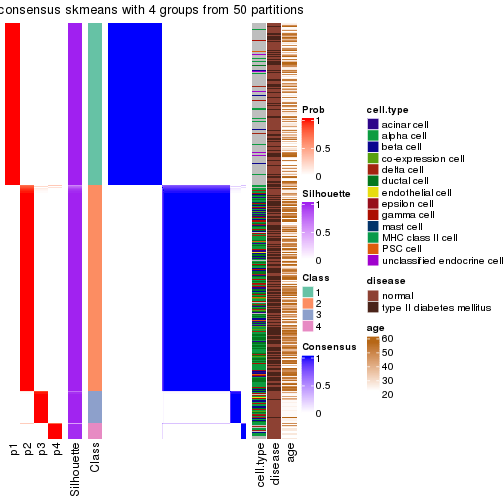 consensus skmeans with 4 groups from 50 partitions
p1
p2
p3
p4
Silhouette
Class
cell.type
disease
age
Prob
1
0.5
0
Silhouette
1
0.5
0
Class
1
2
3
4
Consensus
1
0.5
0
cell.type
acinar cell
alpha cell
beta cell
co-expression cell
delta cell
ductal cell
endothelial cell
epsilon cell
gamma cell
mast cell
MHC class II cell
PSC cell
unclassified endocrine cell
disease
normal
type II diabetes mellitus
age
60
50
40
30
20